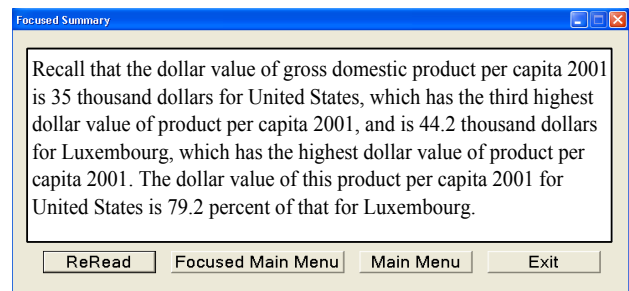 Focused Summary
Recall that the dollar value of gross domestic product per capita 2001
is 35 thousand dollars for United States, which has the third highest
dollar value of product per capita 2001, and is 44.2 thousand dollars
for Luxembourg, which has the highest dollar value of product per
capita 2001. The dollar value of this product per capita 2001 for
United States is 79.2 percent of that for Luxembourg.
ReRead Focused Main Menu Main Menu Exit